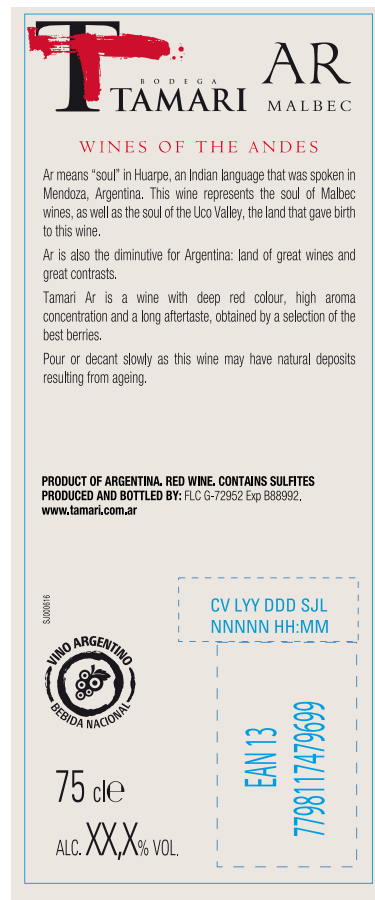 T
BODEGA
TAMARI
AR
MALBEC
WINES OF THE ANDES
Ar means “soul” in Huarpe, an Indian language that was spoken in
Mendoza, Argentina. This wine represents the soul of Malbec
wines, as well as the soul of the Uco Valley, the land that gave birth
to this wine.
Ar is also the diminutive for Argentina: land of great wines and
great contrasts.
Tamari Ar is a wine with deep red colour, high aroma
concentration and a long aftertaste, obtained by a selection of the
best berries.
Pour or decant slowly as this wine may have natural deposits
resulting from ageing.
PRODUCT OF ARGENTINA. RED WINE. CONTAINS SULFITES
PRODUCED AND BOTTLED BY: FLC G-72952 Exp B88992.
www.tamari.com.ar
SJ000616
CV LYY DDD SJL
NNNNN HH:MM
VINO ARGENTINO
BEBIDA NACIONAL
EAN 13
7798117479699
75 cl℮
ALC. XX,X% VOL.